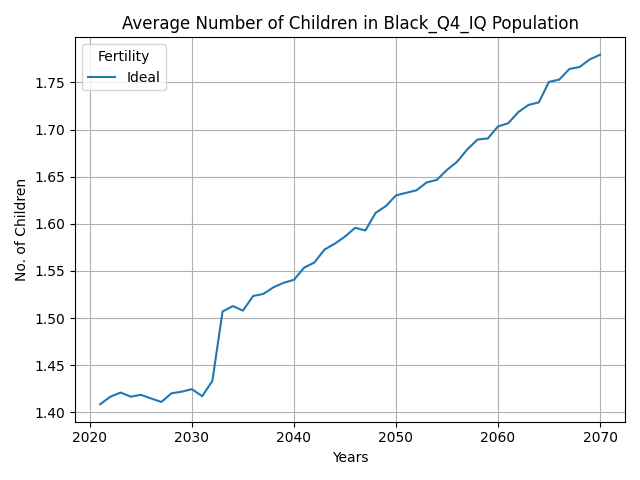 Average Number of Children in Black_Q4_IQ Population
Fertility
Ideal
No. of Children
1.75
1.70
1.65
1.60
1.55
1.50
1.45
1.40
2020
2030
2040
2050
2060
2070
Years